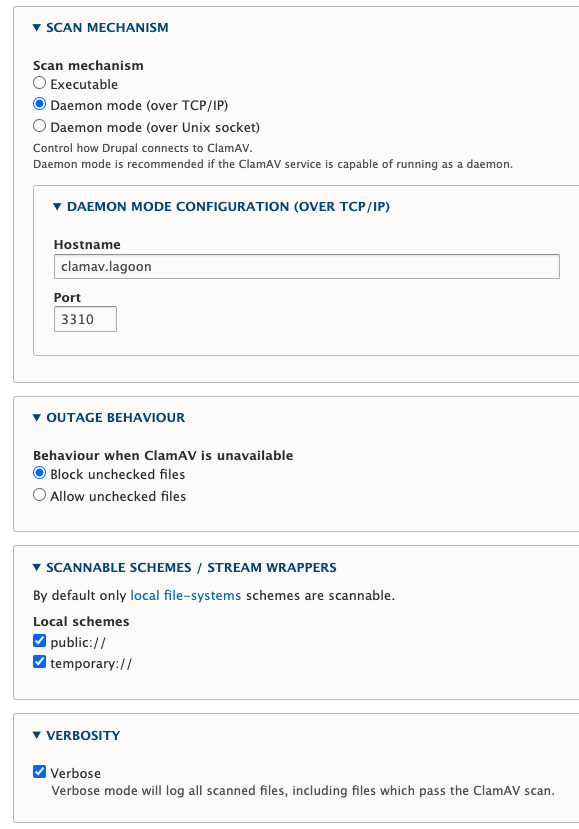 SCAN MECHANISM
Scan mechanism
Executable
Daemon mode (over TCP/IP)
Daemon mode (over Unix socket)
Control how Drupal connects to ClamAV.
Daemon mode is recommended if the ClamAV service is capable of running as a daemon.
DAEMON MODE CONFIGURATION (OVER TCP/IP)
Hostname
clamav.lagoon
Port
3310
OUTAGE BEHAVIOUR
Behaviour when ClamAV is unavailable
Block unchecked files
Allow unchecked files
SCANNABLE SCHEMES / STREAM WRAPPERS
By default only local file-systems schemes are scannable.
Local schemes
public://
temporary://
VERBOSITY
Verbose
Verbose mode will log all scanned files, including files which pass the ClamAV scan.